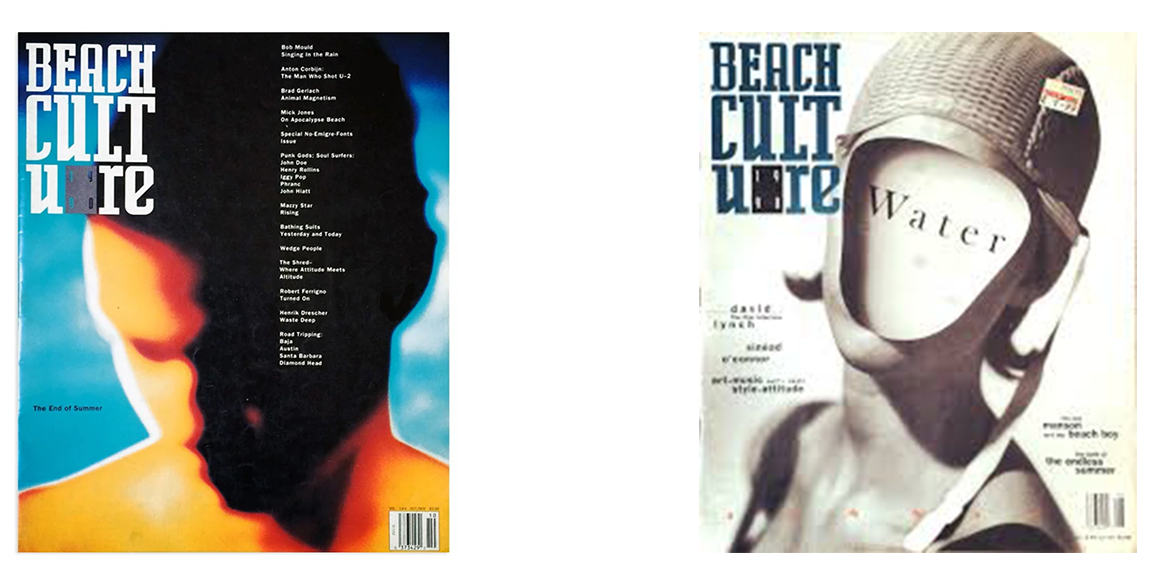 BEACH
CULT
ure
Bob Mould
Singing In the Rain
Anton Corbijn:
The Man Who Shot U-2
Brad Gerlach
Animal Magnetism
Mick Jones
On Apocalypse Beach
Special No-Emigre-Fonts
Issue
Punk Gods: Soul Surfers:
John Doe
Henry Rollins
Iggy Pop
Phranc
John Hiatt
Mazzy Star
Rising
Bathing Suits
Yesterday and Today
Wedge People
The Shred-
Where Attitude Meets
Altitude
Robert Ferrigno
Turned On
Henrik Drescher
Waste Deep
Road Tripping:
Baja
Austin
Santa Barbara
Diamond Head
The End of Summer
BEACH
CULT
ure
Water
david
lynch
sinéad
o'connor
art-music
style-attitude
manson
beach boy
the endless
summer